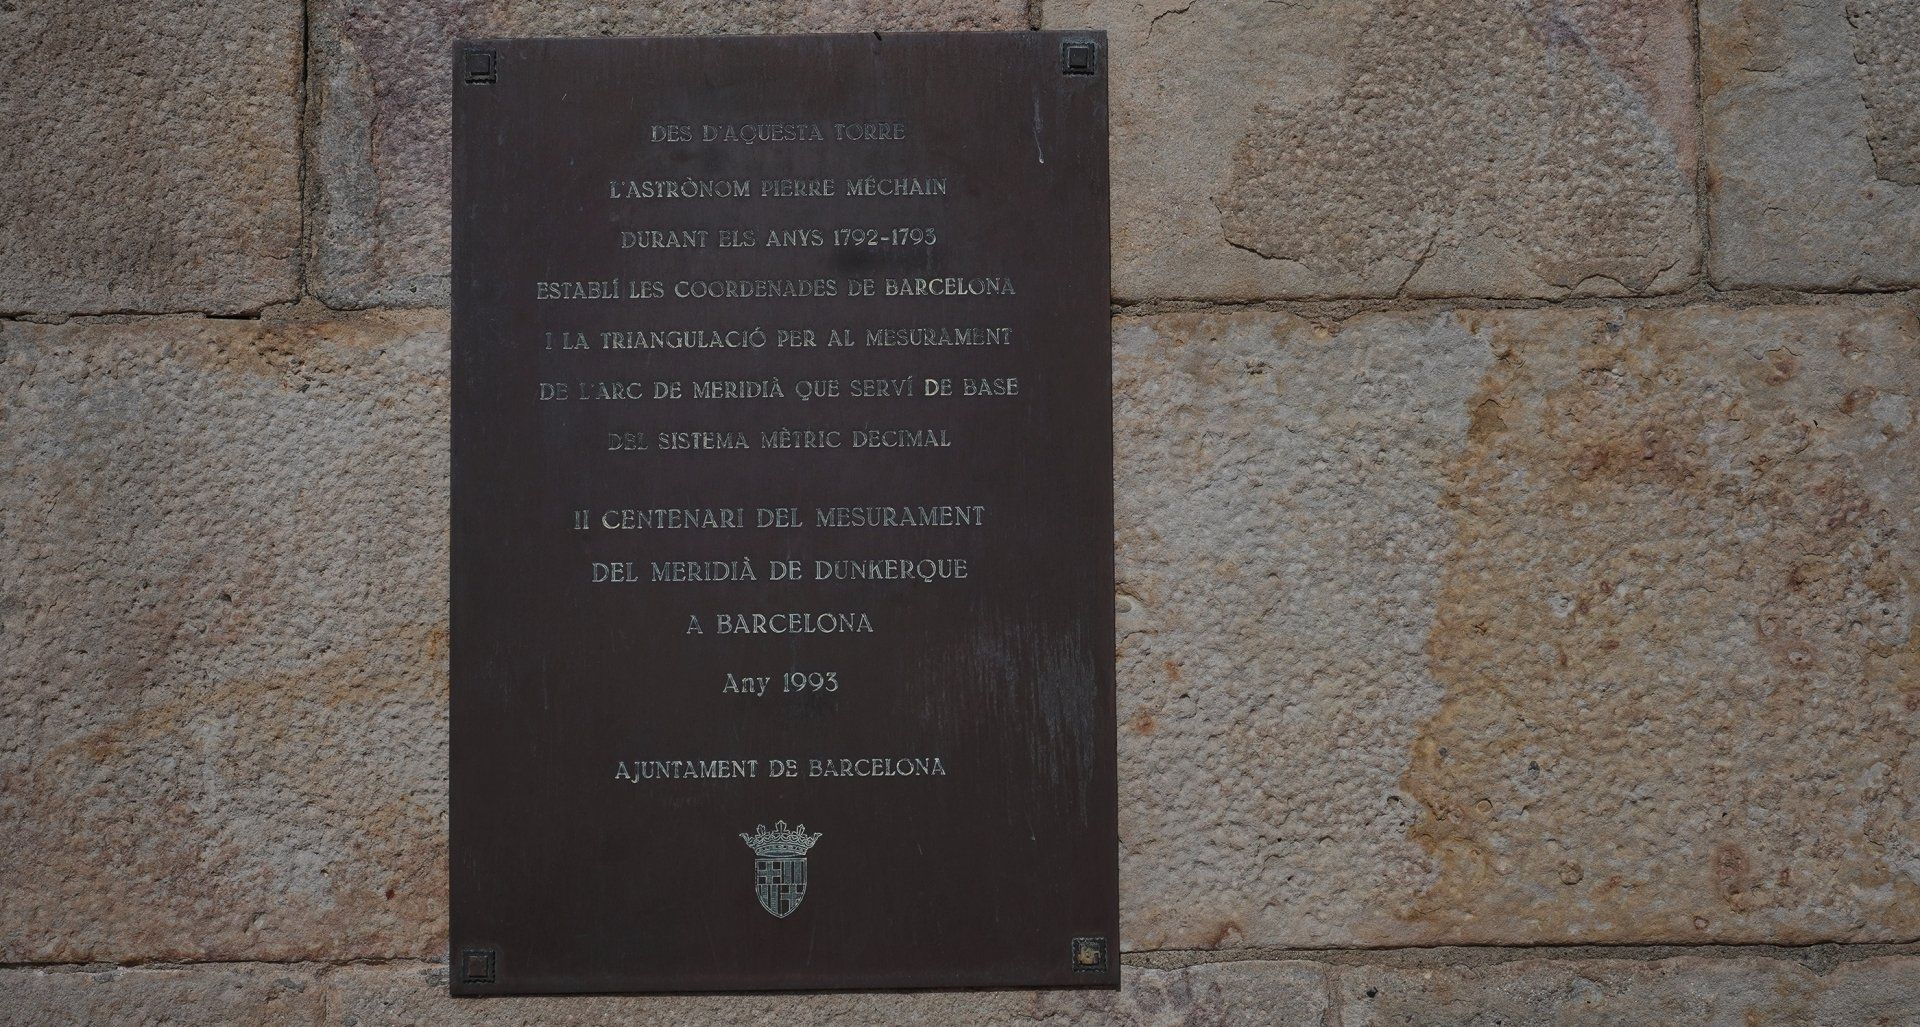 DES D'AQUESTA TORRE
L'ASTRÒNOM PIERRE MÉCHAIN
DURANT ELS ANYS 1792-1793
ESTABLÍ LES COORDENADES DE BARCELONA
I LA TRIANGULACIÓ PER AL MESURAMENT
DE L'ARC DE MERIDIÀ QUE SERVÍ DE BASE
DEL SISTEMA MÈTRIC DECIMAL
II CENTENARI DEL MESURAMENT
DEL MERIDIÀ DE DUNKERQUE
A BARCELONA
Any 1993
AJUNTAMENT DE BARCELONA